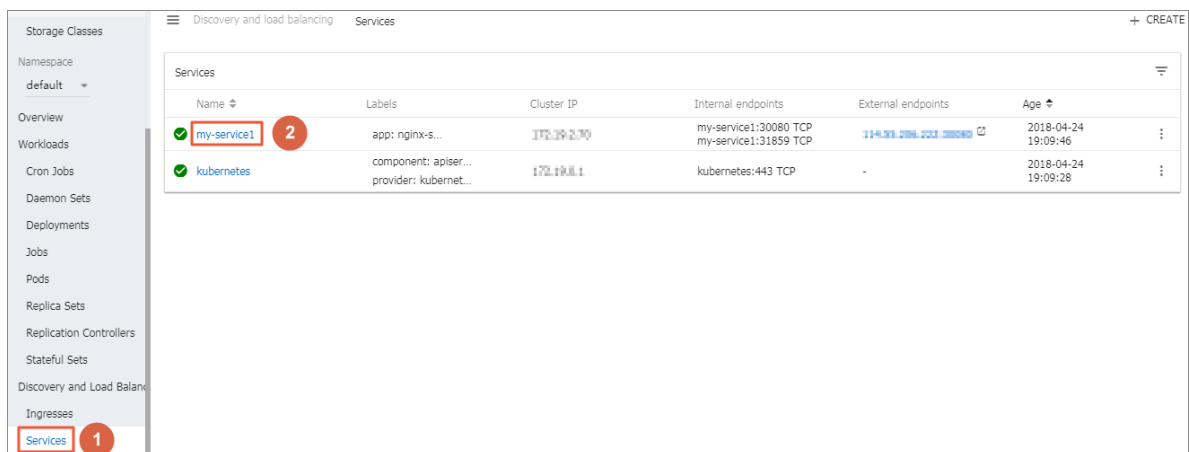 Storage Classes
Namespace
default
Overview
Workloads
Cron Jobs
Daemon Sets
Deployments
Jobs
Pods
Replica Sets
Replication Controllers
Stateful Sets
Discovery and Load Balanc
Ingresses
Services
1
Discovery and load balancing Services
+ CREATE
Services
Name Labels Cluster IP Internal endpoints External endpoints Age
my-service1
2
app: nginx-s...
my-service1:30080 TCP
my-service1:31859 TCP
2018-04-24
19:09:46
kubernetes
component: apiser...
provider: kubernet...
kubernetes:443 TCP
-
2018-04-24
19:09:28